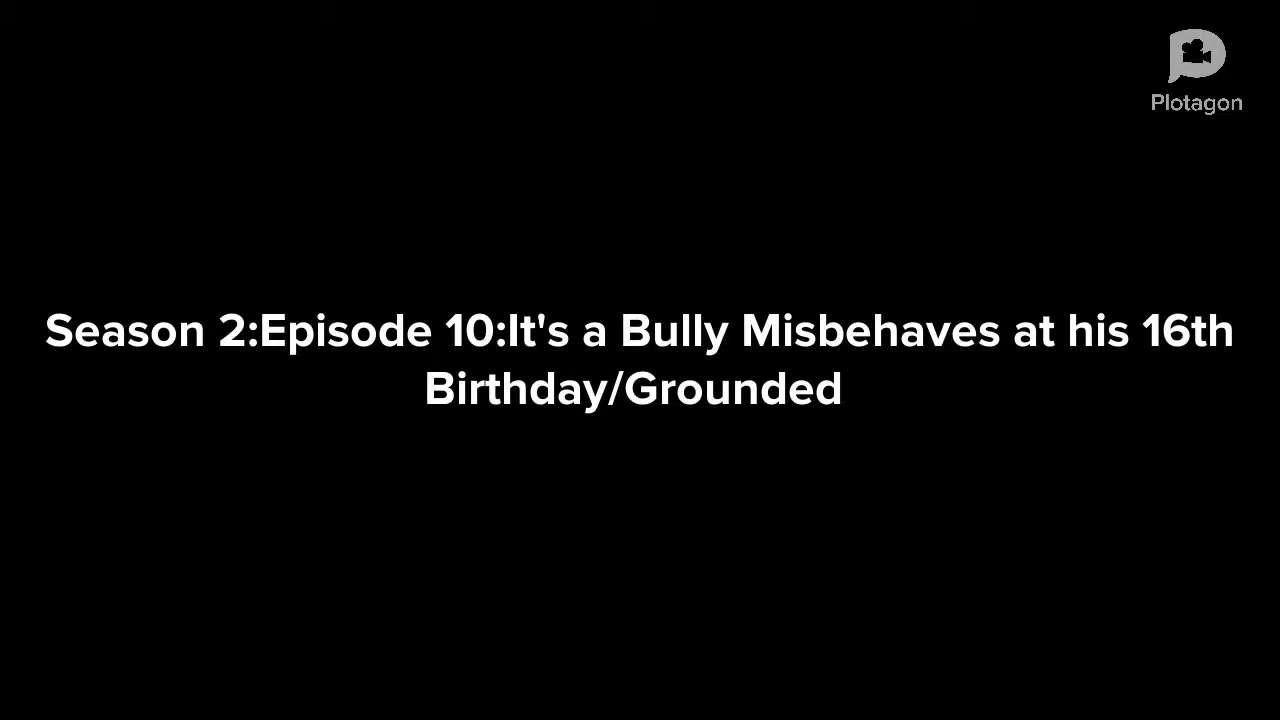 Plotagon
Season 2:Episode 10:It's a Bully Misbehaves at his 16th
Birthday/Grounded